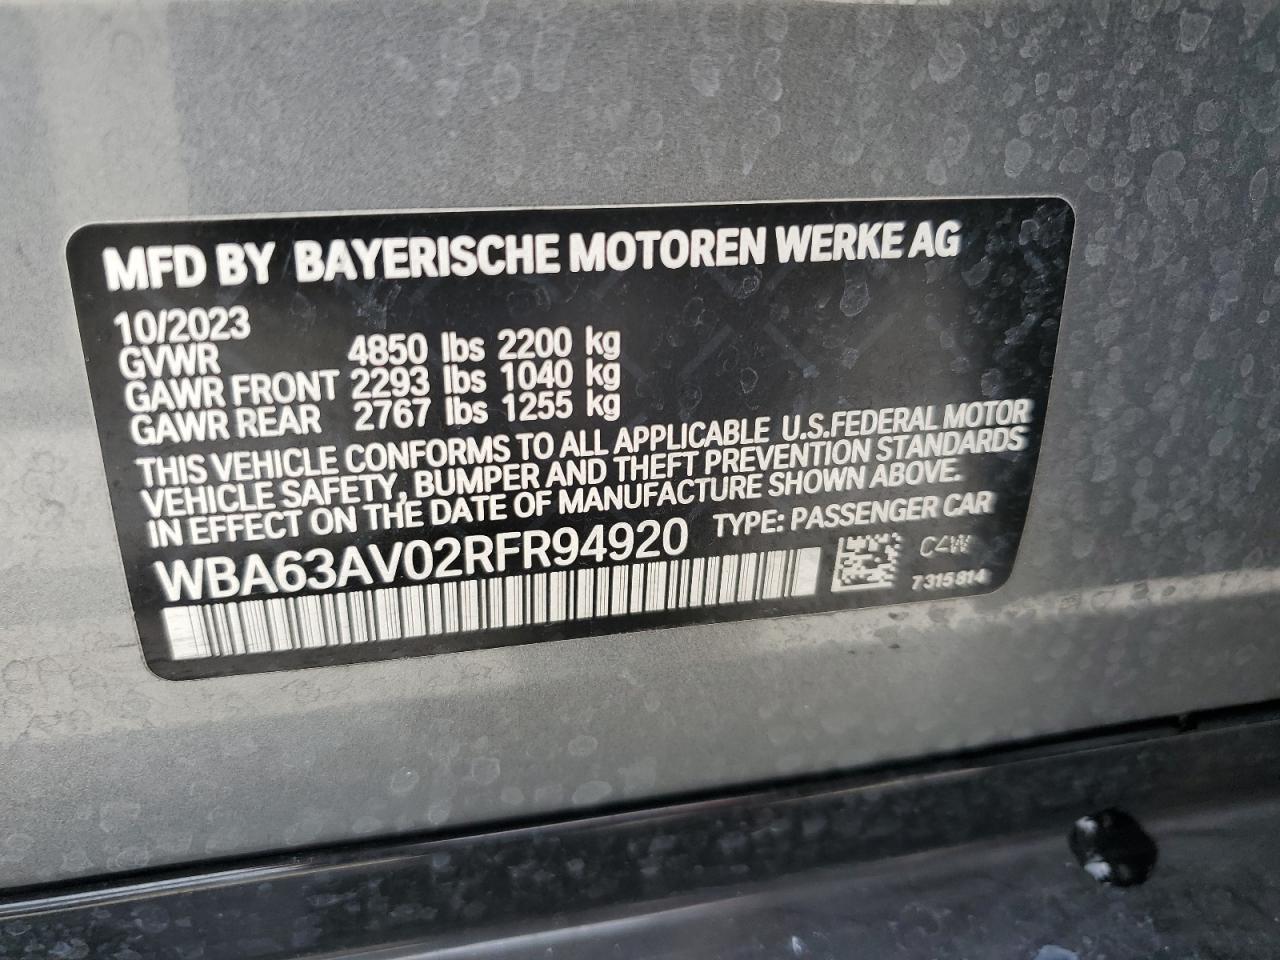 MFD BY BAYERISCHE MOTOREN WERKE AG
10/2023
GVWR 4850 lbs 2200 kg
GAWR FRONT 2293 lbs 1040 kg
GAWR REAR 2767 lbs 1255 kg
THIS VEHICLE CONFORMS TO ALL APPLICABLE U.S.FEDERAL MOTOR
VEHICLE SAFETY, BUMPER AND THEFT PREVENTION STANDARDS
IN EFFECT ON THE DATE OF MANUFACTURE SHOWN ABOVE.
WBA63AV02RFR94920 TYPE: PASSENGER CAR
C4W
7315814